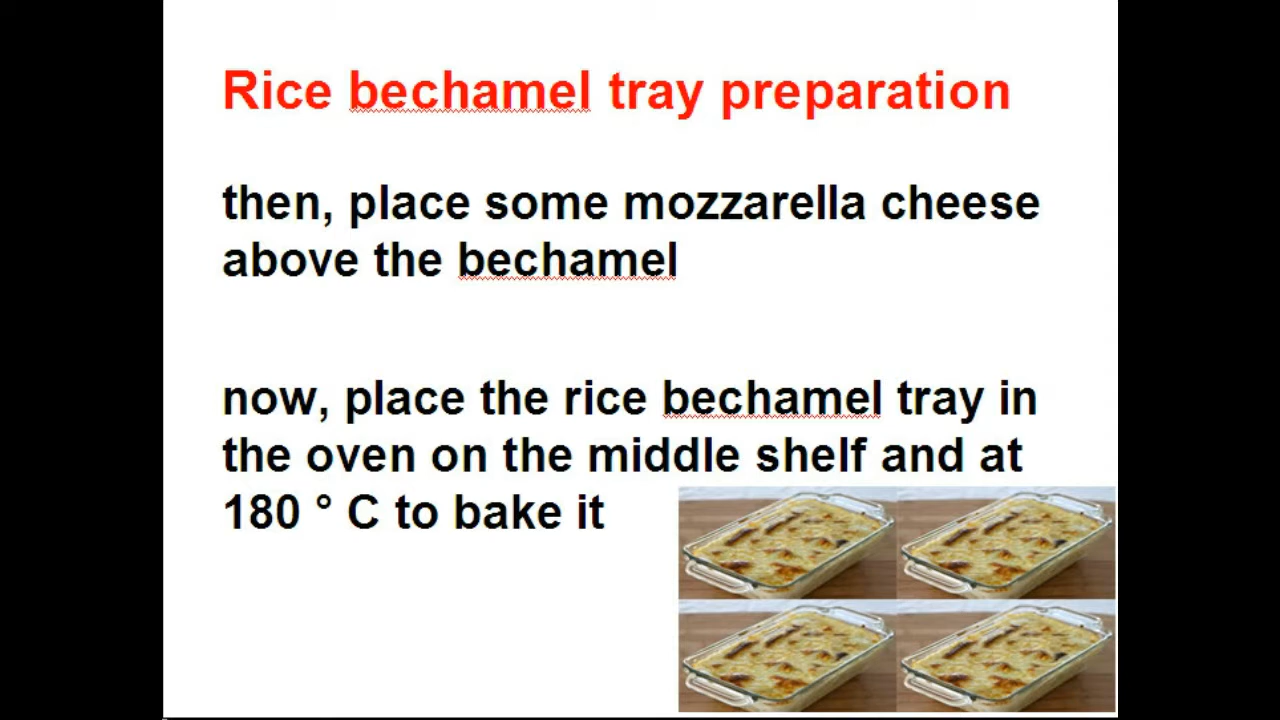 Rice bechamel tray preparation
then, place some mozzarella cheese
above the bechamel
now, place the rice bechamel tray in
the oven on the middle shelf and at
180 ° C to bake it